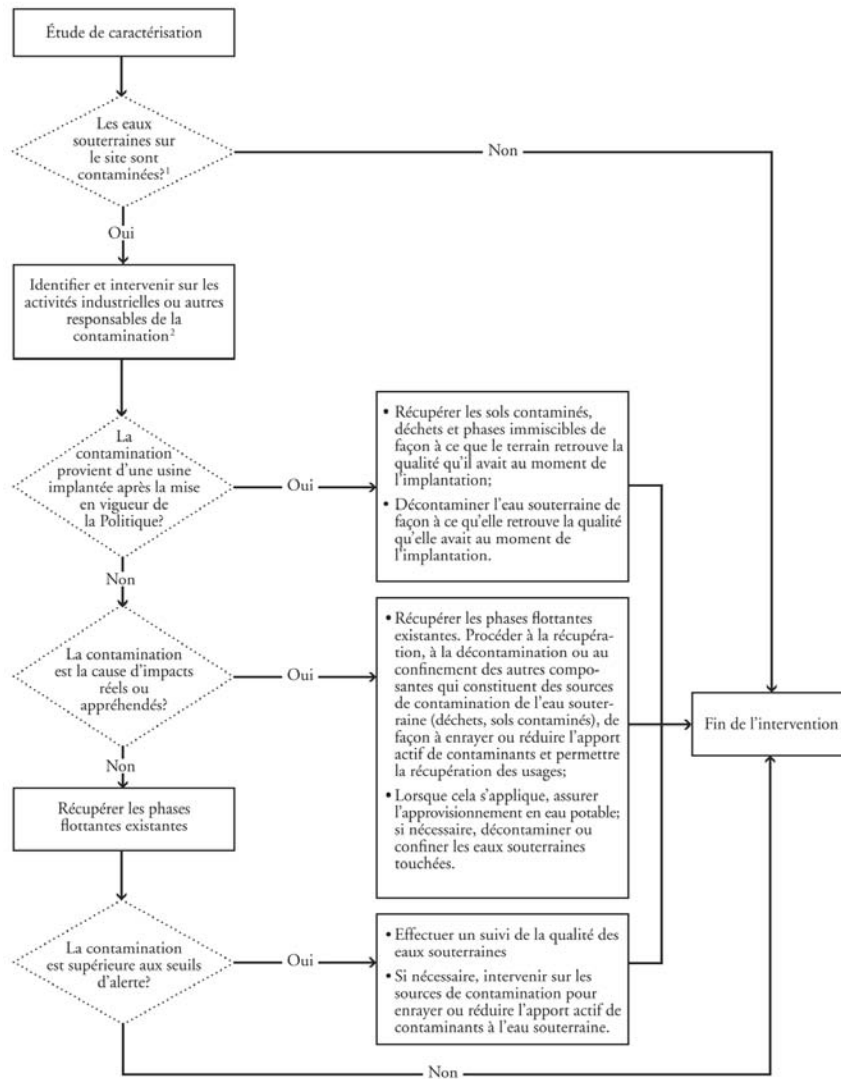 Étude de caractérisation
Les eaux
souterraines sur
le site sont
contaminées?¹
Non
Oui
Identifier et intervenir sur les
activités industrielles ou autres
responsables de la
contamination²
La
contamination
provient d'une usine
implantée après la mise
en vigueur de
la Politique?
Oui
• Récupérer les sols contaminés,
déchets et phases immiscibles de
façon à ce que le terrain retrouve la
qualité qu'il avait au moment de
l'implantation;
• Décontaminer l'eau souterraine de
façon à ce qu'elle retrouve la qualité
qu'elle avait au moment de
l'implantation.
Non
La contamination
est la cause d'impacts
réels ou
appréhendés?
Oui
• Récupérer les phases flottantes
existantes. Procéder à la récupéra-
tion, à la décontamination ou au
confinement des autres compo-
santes qui constituent des sources
de contamination de l'eau souter-
raine (déchets, sols contaminés), de
façon à enrayer ou réduire l'apport
actif de contaminants et permettre
la récupération des usages;
• Lorsque cela s'applique, assurer
l'approvisionnement en eau potable;
si nécessaire, décontaminer ou
confiner les eaux souterraines
touchées.
Fin de l'intervention
Non
Récupérer les phases
flottantes existantes
La contamination
est supérieure aux seuils
d'alerte?
Oui
• Effectuer un suivi de la qualité des
eaux souterraines
• Si nécessaire, intervenir sur les
sources de contamination pour
enrayer ou réduire l'apport actif de
contaminants à l'eau souterraine.
Non